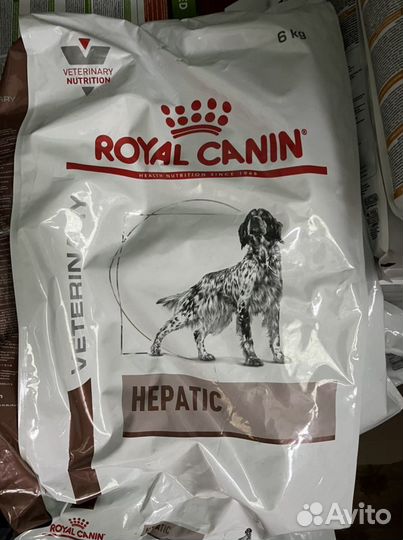 VETERINARY
NUTRITION
6 kg
ROYAL CANIN®
HEALTH NUTRITION SINCE 1968
VETERINARY
HEPATIC
ROYAL CANIN
HEPATIC
Avito